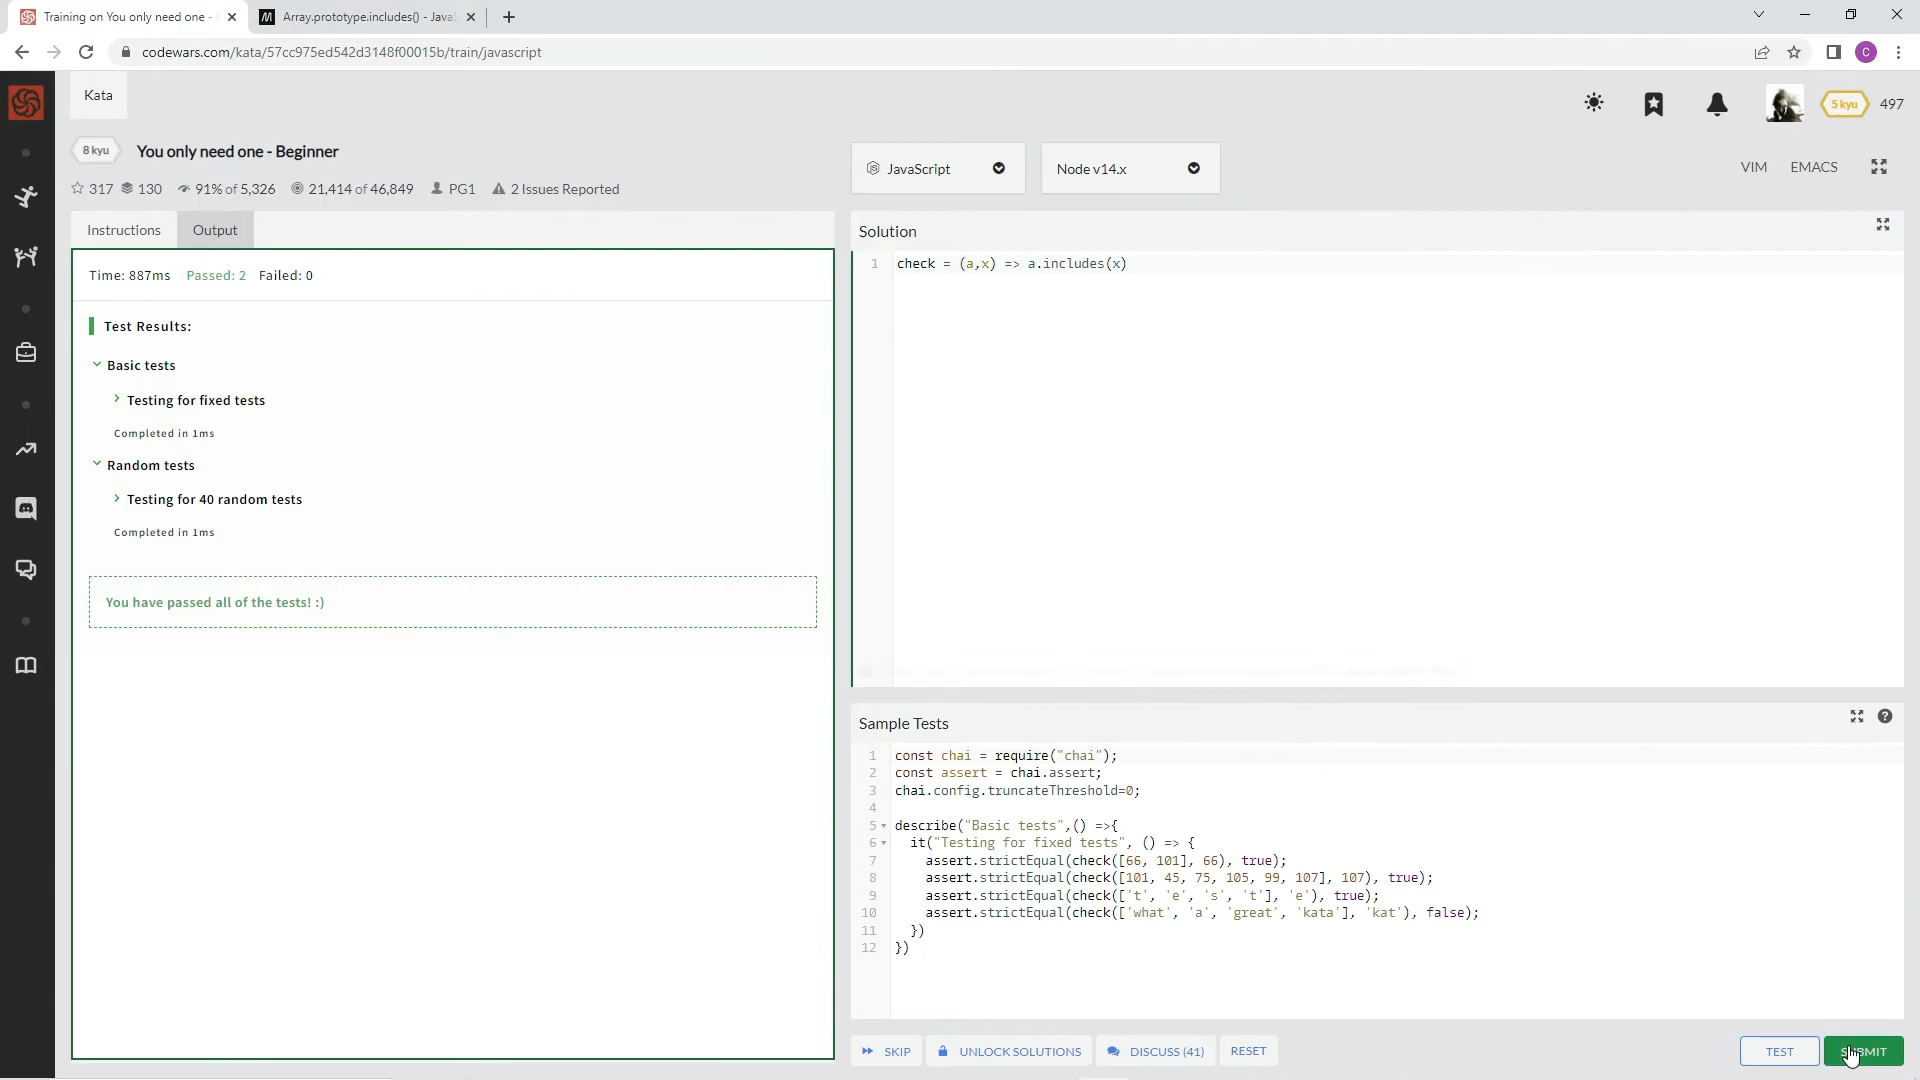 Training on You only need one -
Array.prototype.includes() - JavaS
codewars.com/kata/57cc975ed542d3148f00015b/train/javascript
C
Kata
5 kyu 497
8 kyu You only need one - Beginner
317 130 91% of 5,326 21,414 of 46,849 PG1 2 Issues Reported
JavaScript
Node v14.x
VIM EMACS
Instructions Output
Time: 887ms Passed: 2 Failed: 0
Test Results:
Basic tests
Testing for fixed tests
Completed in 1ms
Random tests
Testing for 40 random tests
Completed in 1ms
You have passed all of the tests! :)
Solution
1 check = (a,x) => a.includes(x)
Sample Tests
1 const chai = require("chai");
2 const assert = chai.assert;
3 chai.config.truncateThreshold=0;
4
5 describe("Basic tests",() =>{
6 it("Testing for fixed tests", () => {
7 assert.strictEqual(check([66, 101], 66), true);
8 assert.strictEqual(check([101, 45, 75, 105, 99, 107], 107), true);
9 assert.strictEqual(check(['t', 'e', 's', 't'], 'e'), true);
10 assert.strictEqual(check(['what', 'a', 'great', 'kata'], 'kat'), false);
11 })
12 })
SKIP UNLOCK SOLUTIONS DISCUSS (41) RESET
TEST SUBMIT